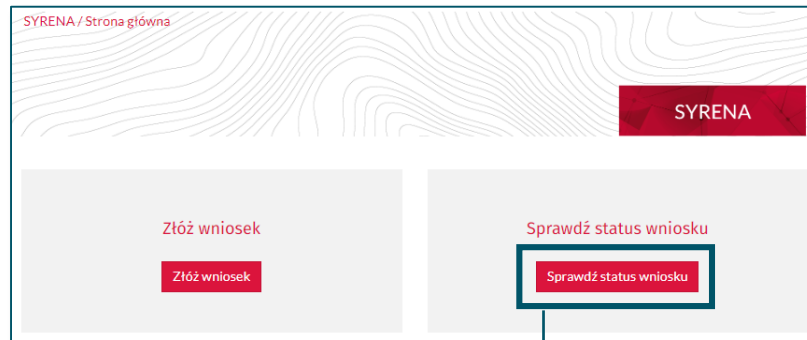 SYRENA / Strona główna
SYRENA
Złóż wniosek
Sprawdź status wniosku
Złóż wniosek
Sprawdź status wniosku